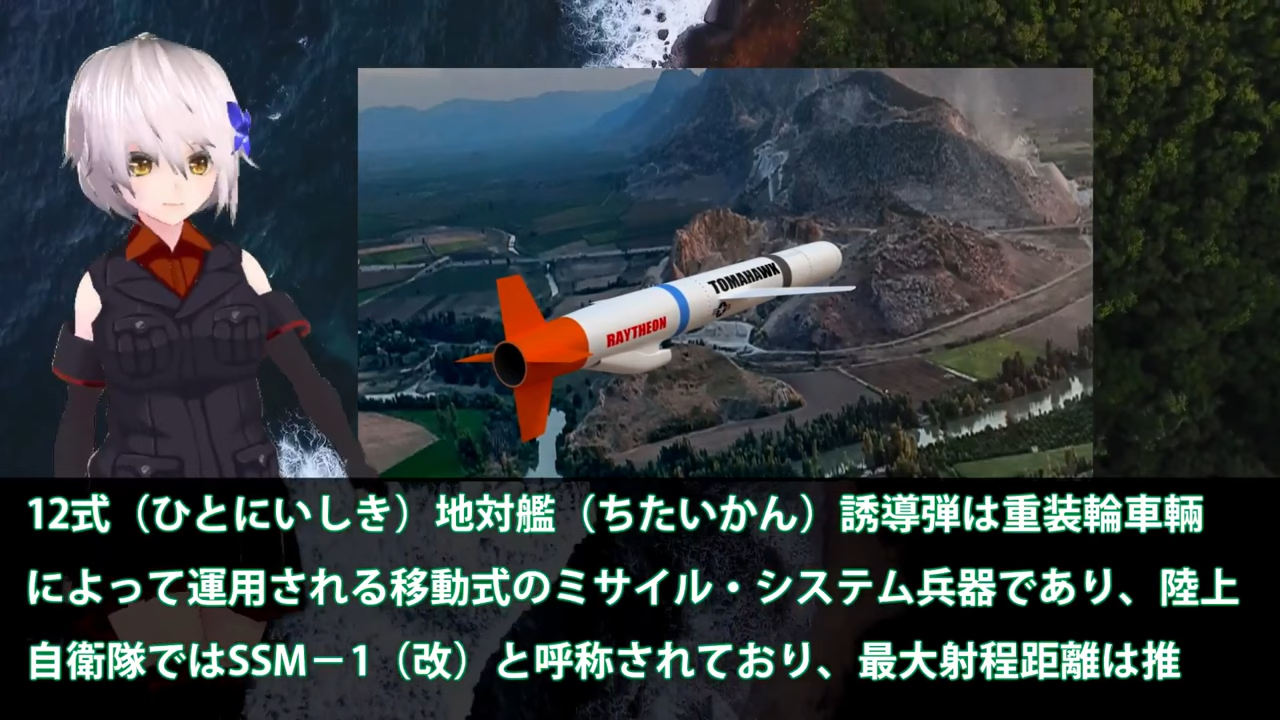 TOMAHAWK
RAYTHEON
12式（ひとにいしき）地対艦（ちたいかん）誘導弾は重装輪車輛
によって運用される移動式のミサイル・システム兵器であり、陸上
自衛隊ではSSM－1（改）と呼称されており、最大射程距離は推